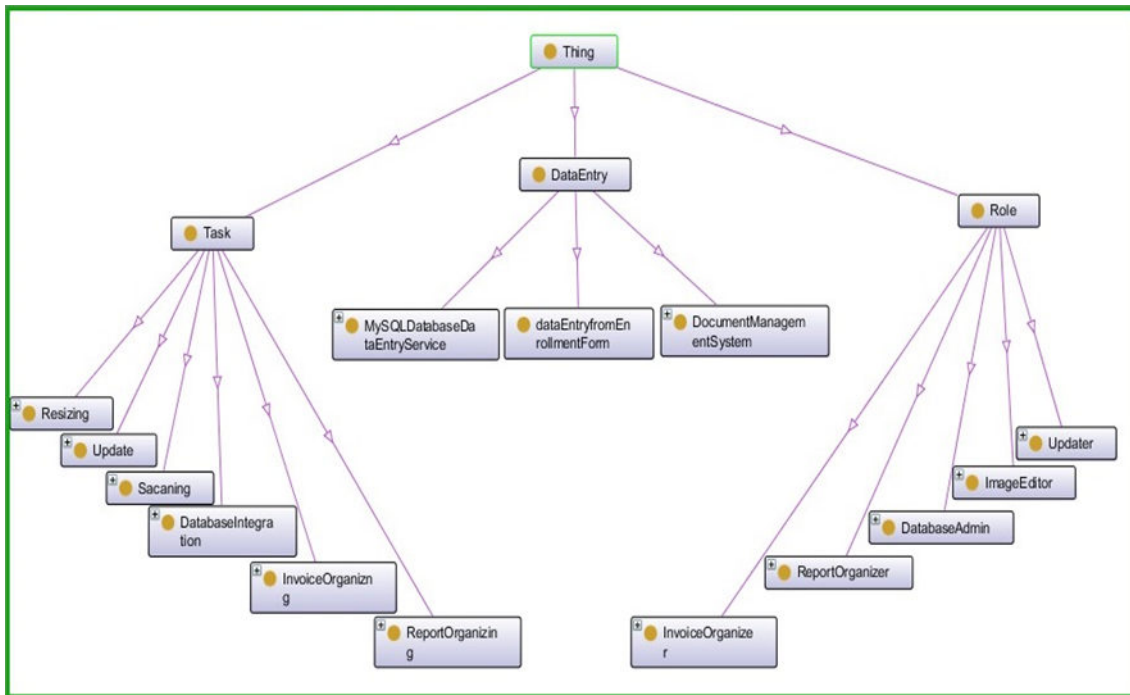 Thing
DataEntry
Role
Task
MySQLDatabaseDa
taEntryService
dataEntryfromEn
rollmentForm
DocumentManagem
entSystem
Resizing
Update
Sacaning
DatabaseIntegra
tion
InvoiceOrganizn
g
ReportOrganizin
g
Updater
ImageEditor
DatabaseAdmin
ReportOrganizer
InvoiceOrganize
r